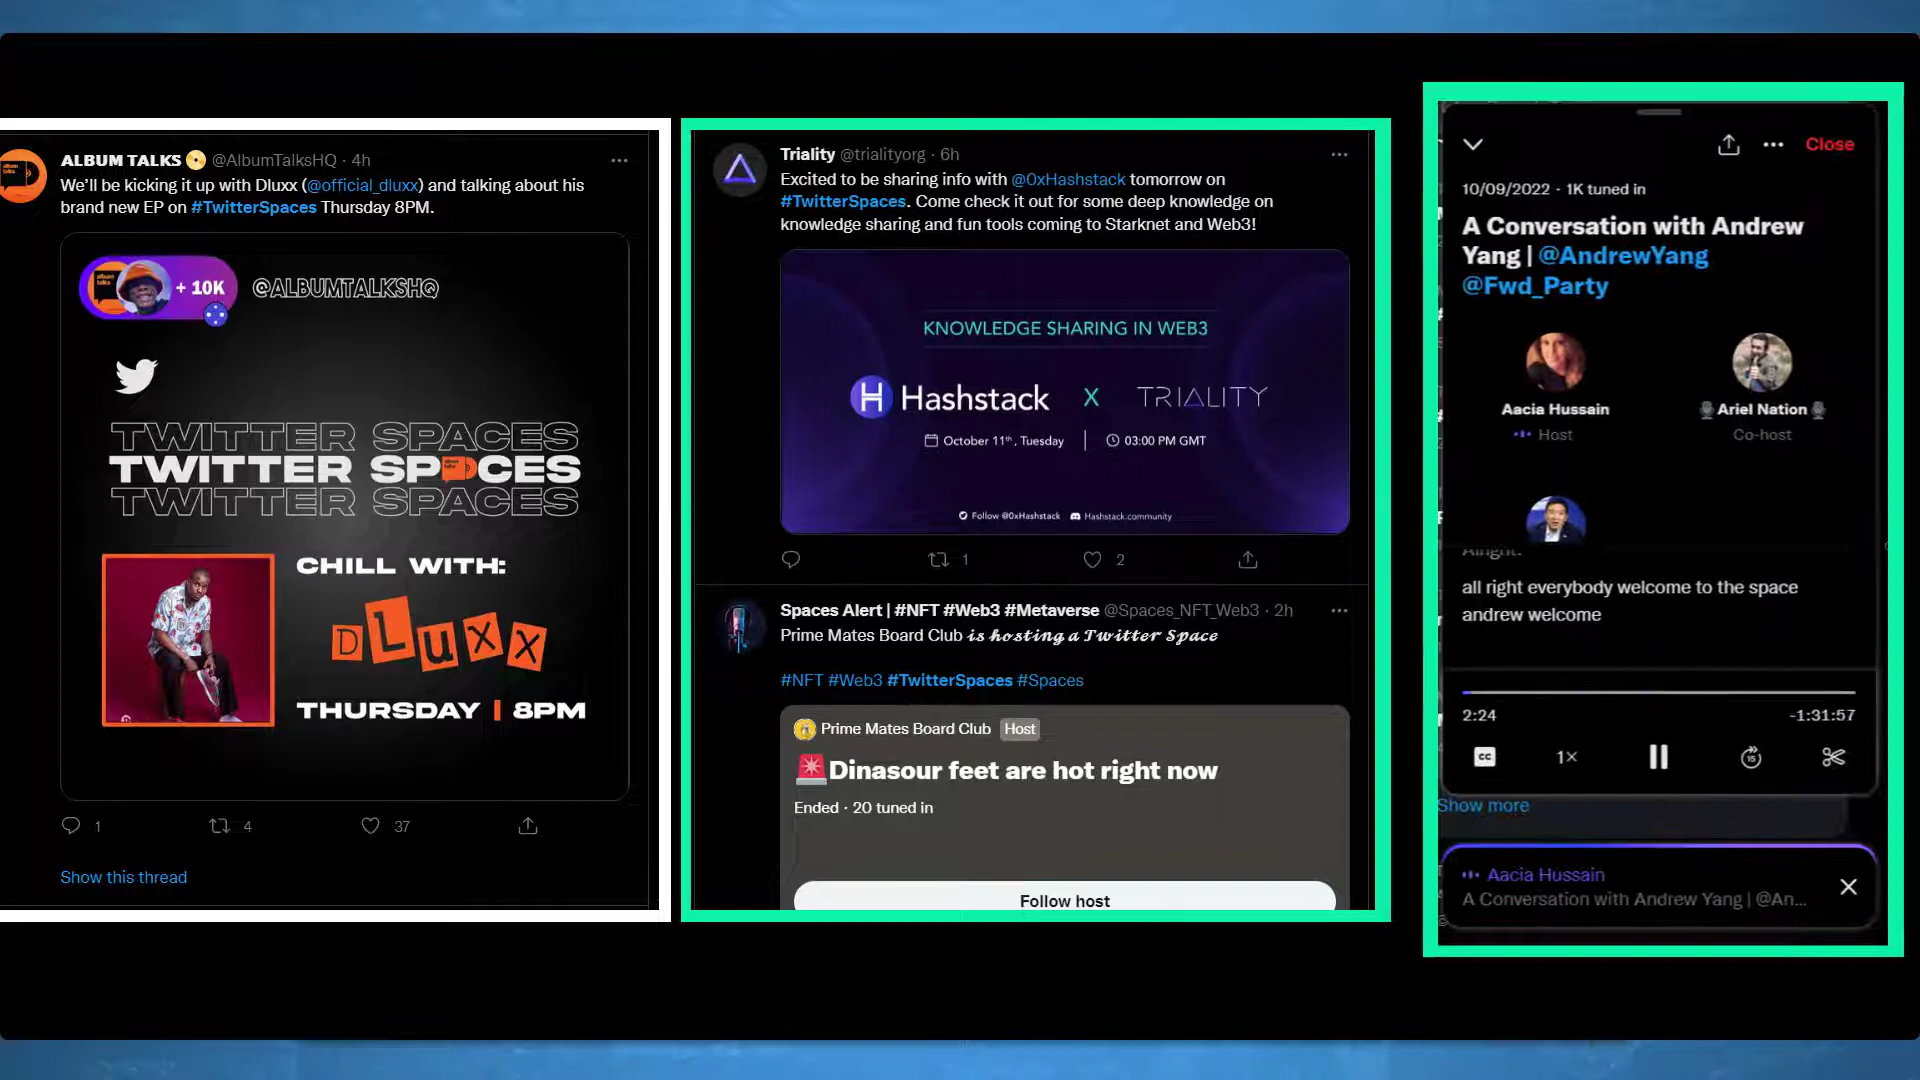 ALBUM TALKS @AlbumTalksHQ · 4h
We'll be kicking it up with Dluxx (@official_dluxx) and talking about his
brand new EP on #TwitterSpaces Thursday 8PM.
+ 10K @ALBUMTALKSHQ
TWITTER SPACES
TWITTER SPACES
TWITTER SPACES
CHILL WITH:
DLUXX
THURSDAY | 8PM
1 4 37
Show this thread
Triality @trialityorg · 6h
Excited to be sharing info with @0xHashstack tomorrow on
#TwitterSpaces. Come check it out for some deep knowledge on
knowledge sharing and fun tools coming to Starknet and Web3!
KNOWLEDGE SHARING IN WEB3
Hashstack X TRIALITY
October 11th, Tuesday | 03:00 PM GMT
Follow @0xHashstack Hashstack.community
1 2
Spaces Alert | #NFT #Web3 #Metaverse @Spaces_NFT_Web3 · 2h
Prime Mates Board Club 𝓲𝓼 𝓱𝓸𝓼𝓽𝓲𝓷𝓰 𝓪 𝓣𝔀𝓲𝓽𝓽𝓮𝓻 𝓢𝓹𝓪𝓬𝓮
#NFT #Web3 #TwitterSpaces #Spaces
Prime Mates Board Club Host
🚨Dinasour feet are hot right now
Ended · 20 tuned in
Follow host
Close
10/09/2022 · 1K tuned in
A Conversation with Andrew
Yang | @AndrewYang
@Fwd_Party
Aacia Hussain
Host
Ariel Nation
Co-host
Alright.
all right everybody welcome to the space
andrew welcome
2:24 -1:31:57
CC 1× 15
Show more
Aacia Hussain
A Conversation with Andrew Yang | @An...